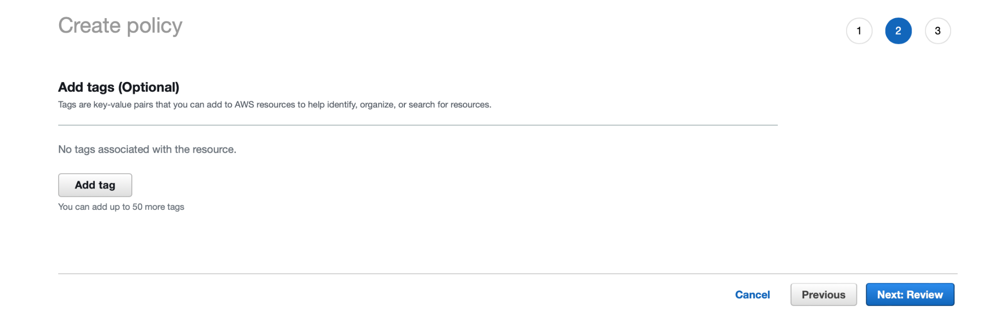 Create policy
1 2 3
Add tags (Optional)
Tags are key-value pairs that you can add to AWS resources to help identify, organize, or search for resources.
No tags associated with the resource.
Add tag
You can add up to 50 more tags
Cancel Previous Next: Review